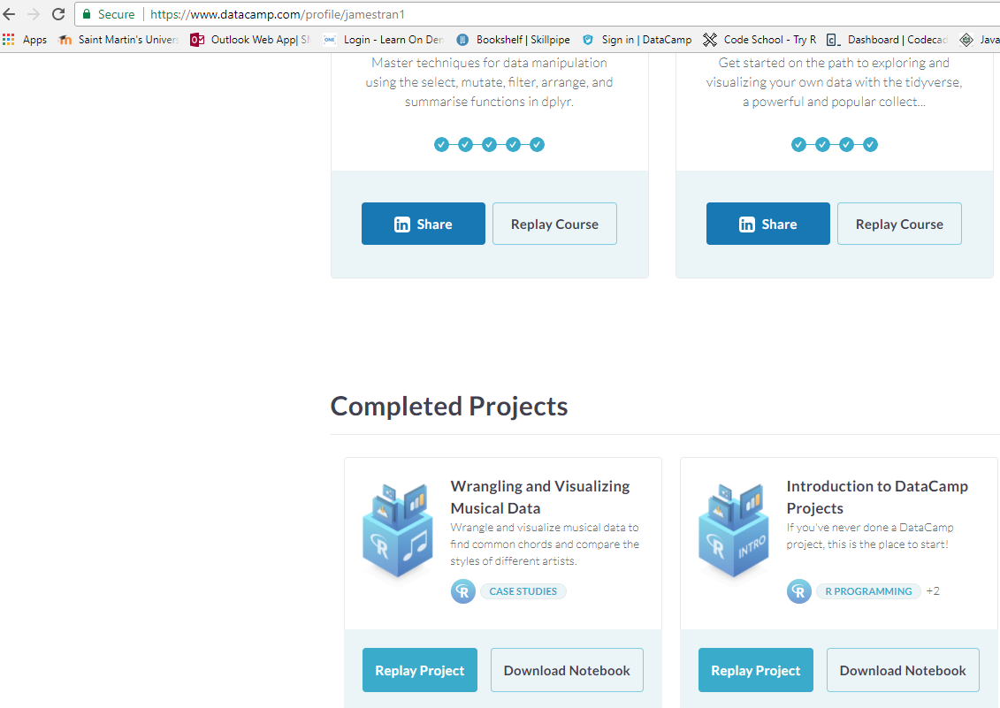 Secure https://www.datacamp.com/profile/jamestran1
Apps Saint Martin's Univers Outlook Web App| SM ONE Login - Learn On Den Bookshelf | Skillpipe Sign in | DataCamp Code School - Try R Dashboard | Codecad Java
Master techniques for data manipulation
using the select, mutate, filter, arrange, and
summarise functions in dplyr.
Get started on the path to exploring and
visualizing your own data with the tidyverse,
a powerful and popular collect...
in Share Replay Course
in Share Replay Course
Completed Projects
Wrangling and Visualizing
Musical Data
Wrangle and visualize musical data to
find common chords and compare the
styles of different artists.
R
R CASE STUDIES
Replay Project Download Notebook
Introduction to DataCamp
Projects
If you've never done a DataCamp
project, this is the place to start!
R INTRO
R R PROGRAMMING +2
Replay Project Download Notebook